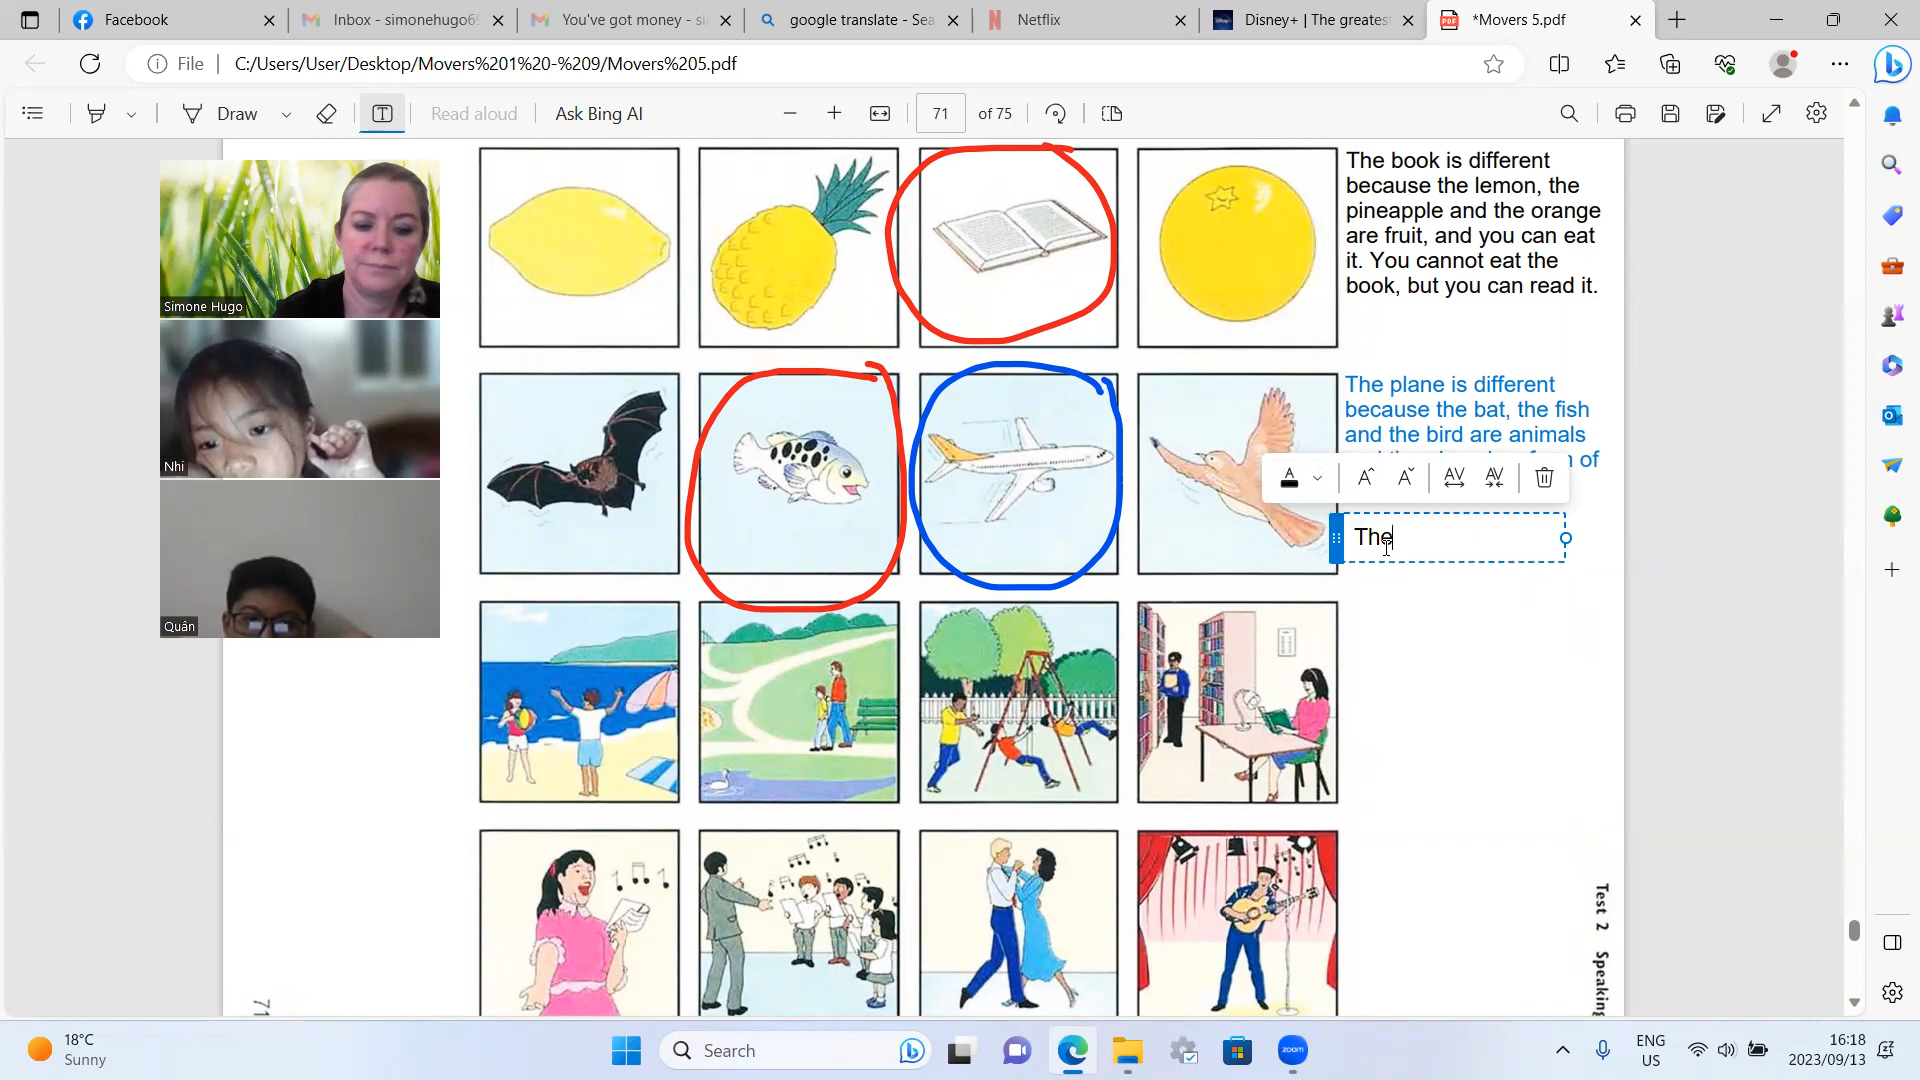 Facebook
Inbox - simonehugo69
You've got money - si
google translate - Sea
Netflix
Disney+ | The greates
*Movers 5.pdf
File
C:/Users/User/Desktop/Movers%201%20-%209/Movers%205.pdf
Draw
Read aloud
Ask Bing AI
71
of 75
Simone Hugo
Nhi
Quân
The book is different
because the lemon, the
pineapple and the orange
are fruit, and you can eat
it. You cannot eat the
book, but you can read it.
The plane is different
because the bat, the fish
and the bird are animals
of
The
Test 2 Speaking
71
18°C
Sunny
Search
zoom
ENG
US
16:18
2023/09/13